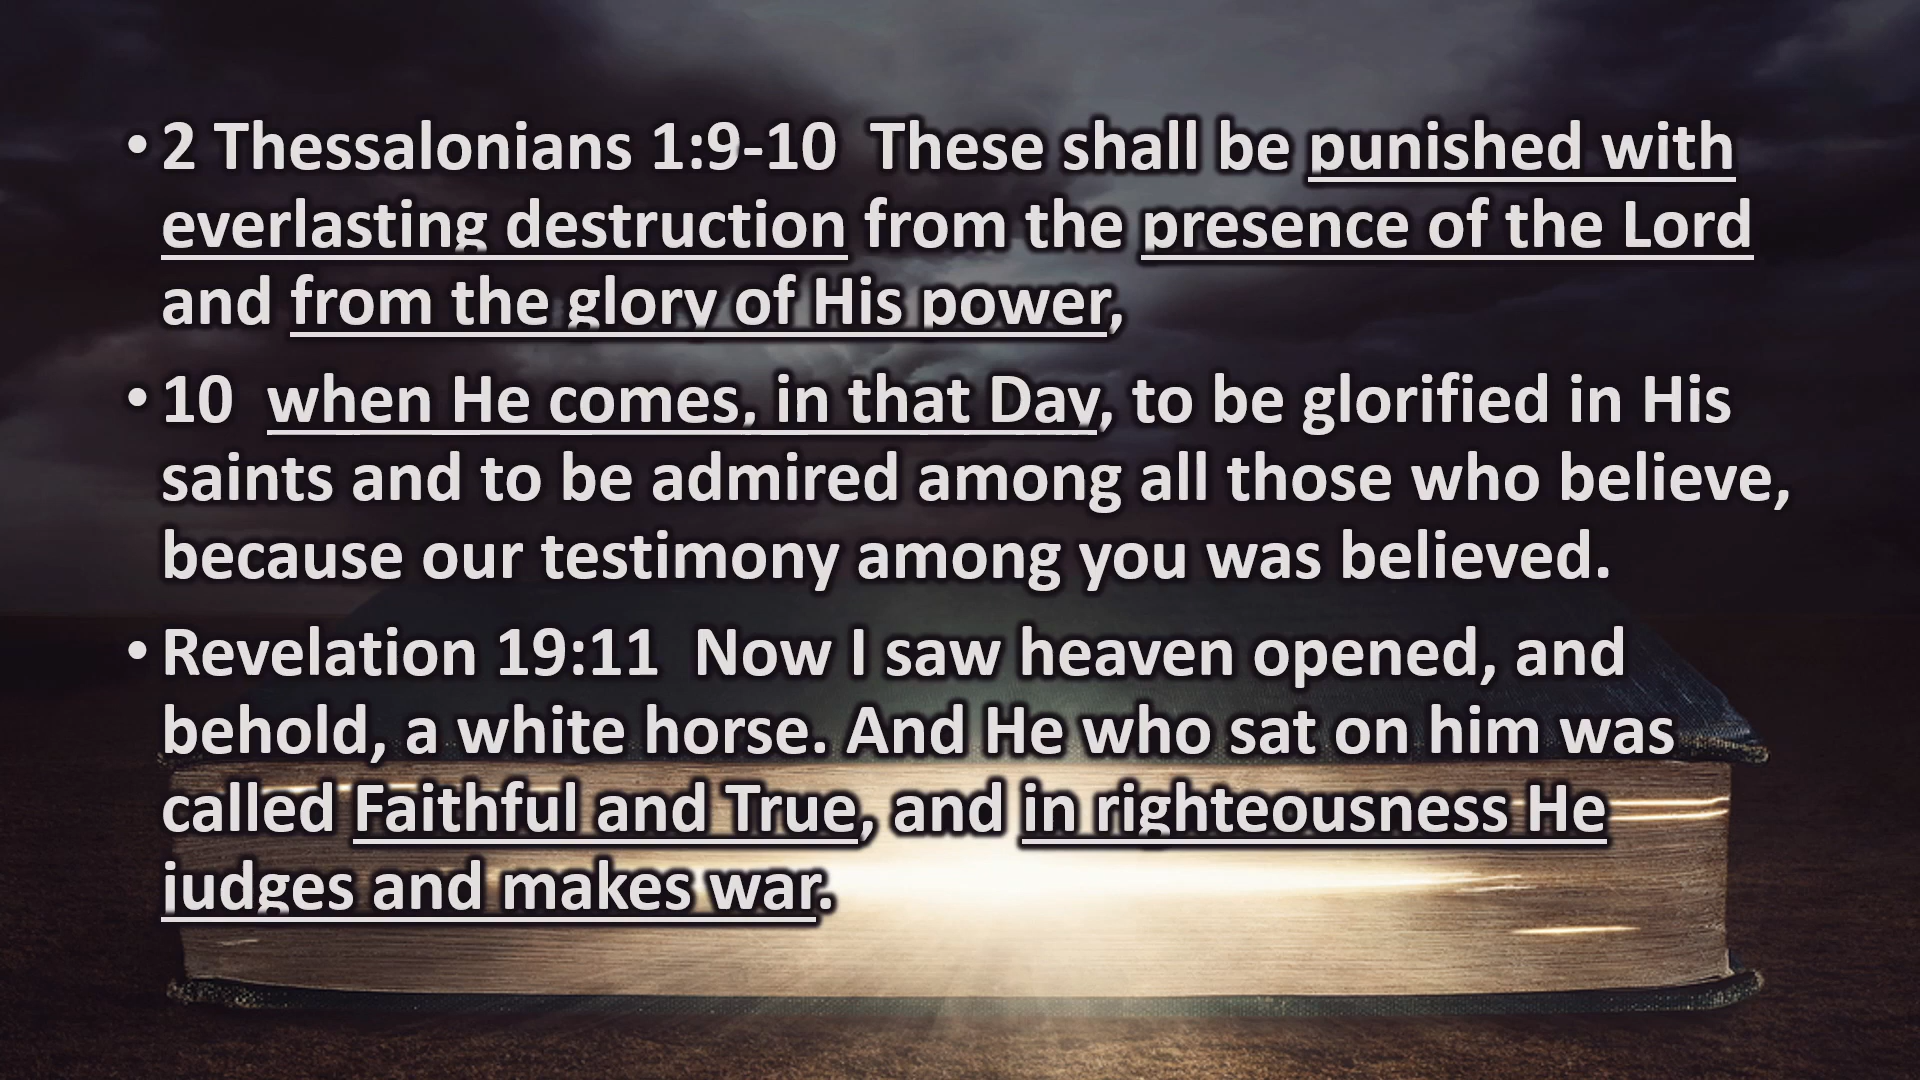 • 2 Thessalonians 1:9-10  These shall be punished with
everlasting destruction from the presence of the Lord
and from the glory of His power,
• 10  when He comes, in that Day, to be glorified in His
saints and to be admired among all those who believe,
because our testimony among you was believed.
• Revelation 19:11  Now I saw heaven opened, and
behold, a white horse. And He who sat on him was
called Faithful and True, and in righteousness He
judges and makes war.